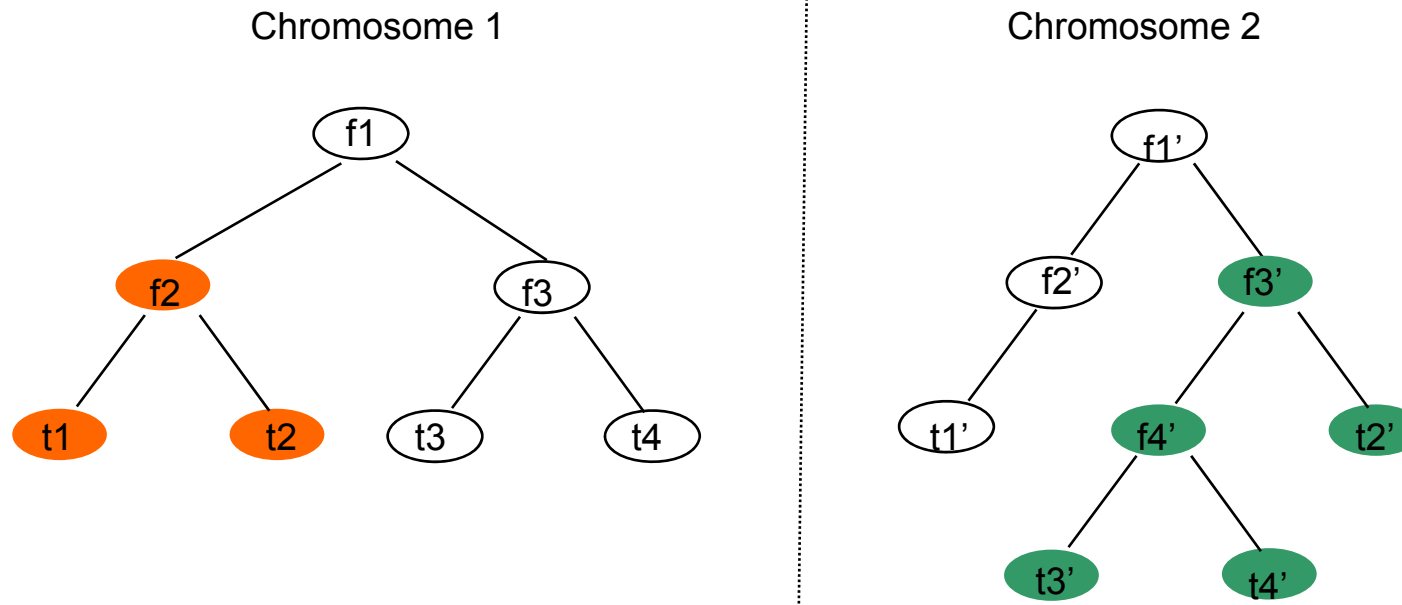 Chromosome 1
Chromosome 2
f1
f1’
f2
f3
f2’
f3’
t1
t2
t3
t4
t1’
f4’
t2’
t3’
t4’